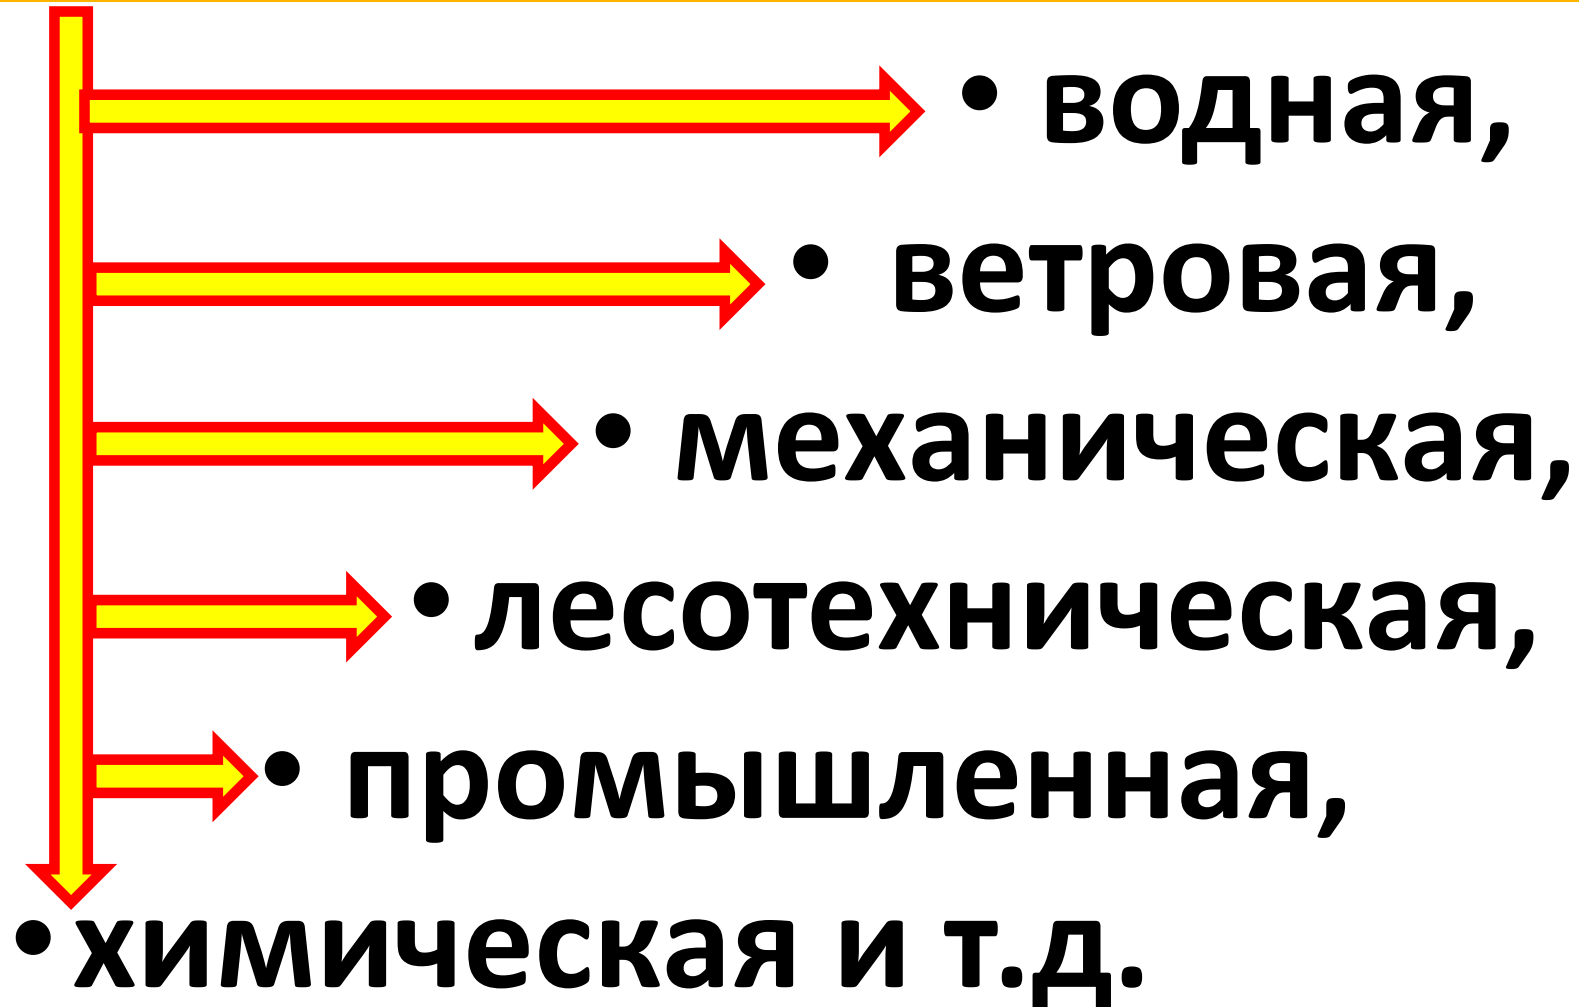 • водная,
• ветровая,
• механическая,
• лесотехническая,
• промышленная,
• химическая и т.д.